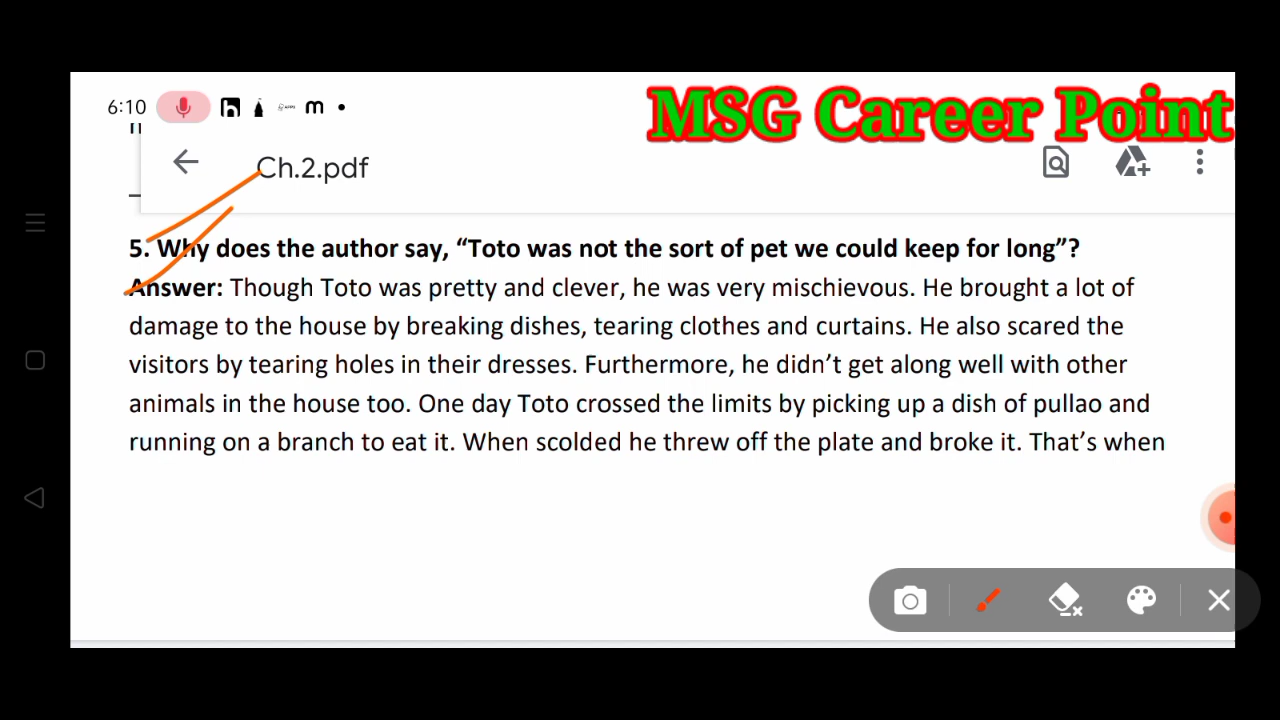 MSG Career Point
6:10
Ch.2.pdf
5. Why does the author say, “Toto was not the sort of pet we could keep for long”?
Answer: Though Toto was pretty and clever, he was very mischievous. He brought a lot of
damage to the house by breaking dishes, tearing clothes and curtains. He also scared the
visitors by tearing holes in their dresses. Furthermore, he didn’t get along well with other
animals in the house too. One day Toto crossed the limits by picking up a dish of pullao and
running on a branch to eat it. When scolded he threw off the plate and broke it. That’s when